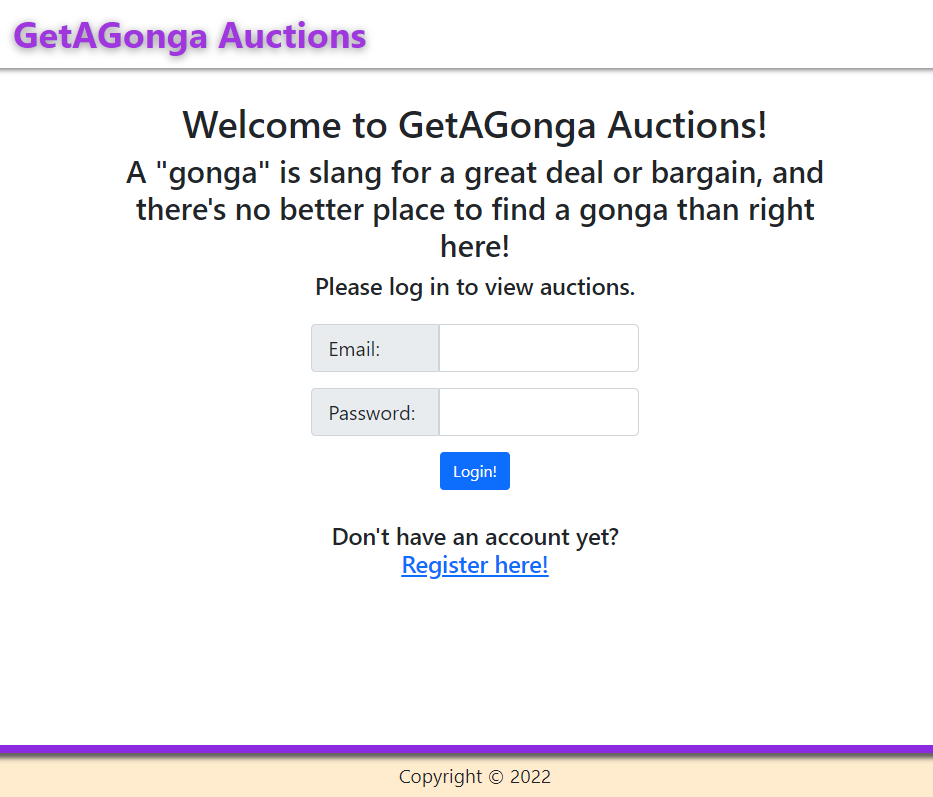 GetAGonga Auctions
Welcome to GetAGonga Auctions!
A "gonga" is slang for a great deal or bargain, and
there's no better place to find a gonga than right
here!
Please log in to view auctions.
Email:
Password:
Login!
Don't have an account yet?
Register here!
Copyright © 2022